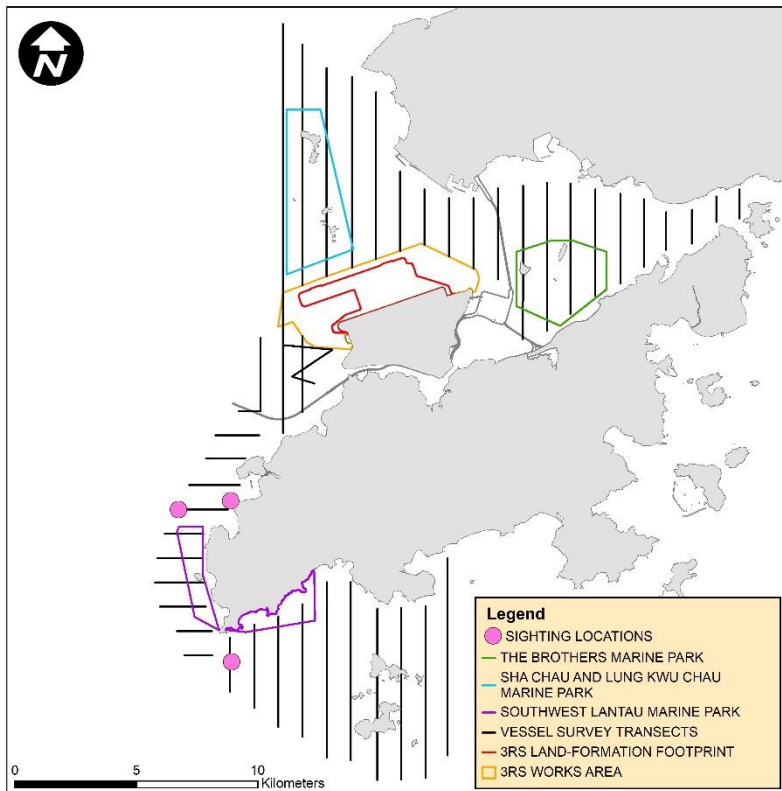 N
Legend
SIGHTING LOCATIONS
THE BROTHERS MARINE PARK
SHA CHAU AND LUNG KWU CHAU
MARINE PARK
SOUTHWEST LANTAU MARINE PARK
VESSEL SURVEY TRANSECTS
3RS LAND-FORMATION FOOTPRINT
3RS WORKS AREA
0 5 10
Kilometers